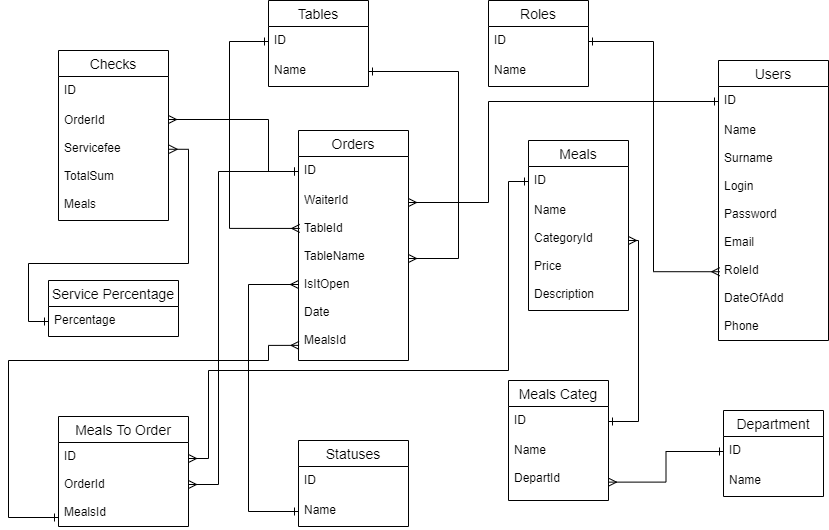 Tables
ID
Name
Roles
ID
Name
Checks
ID
OrderId
Servicefee
TotalSum
Meals
Users
ID
Name
Surname
Login
Password
Email
RoleId
DateOfAdd
Phone
Orders
ID
WaiterId
TableId
TableName
IsItOpen
Date
MealsId
Meals
ID
Name
CategoryId
Price
Description
Service Percentage
Percentage
Meals Categ
ID
Name
DepartId
Department
ID
Name
Meals To Order
ID
OrderId
MealsId
Statuses
ID
Name